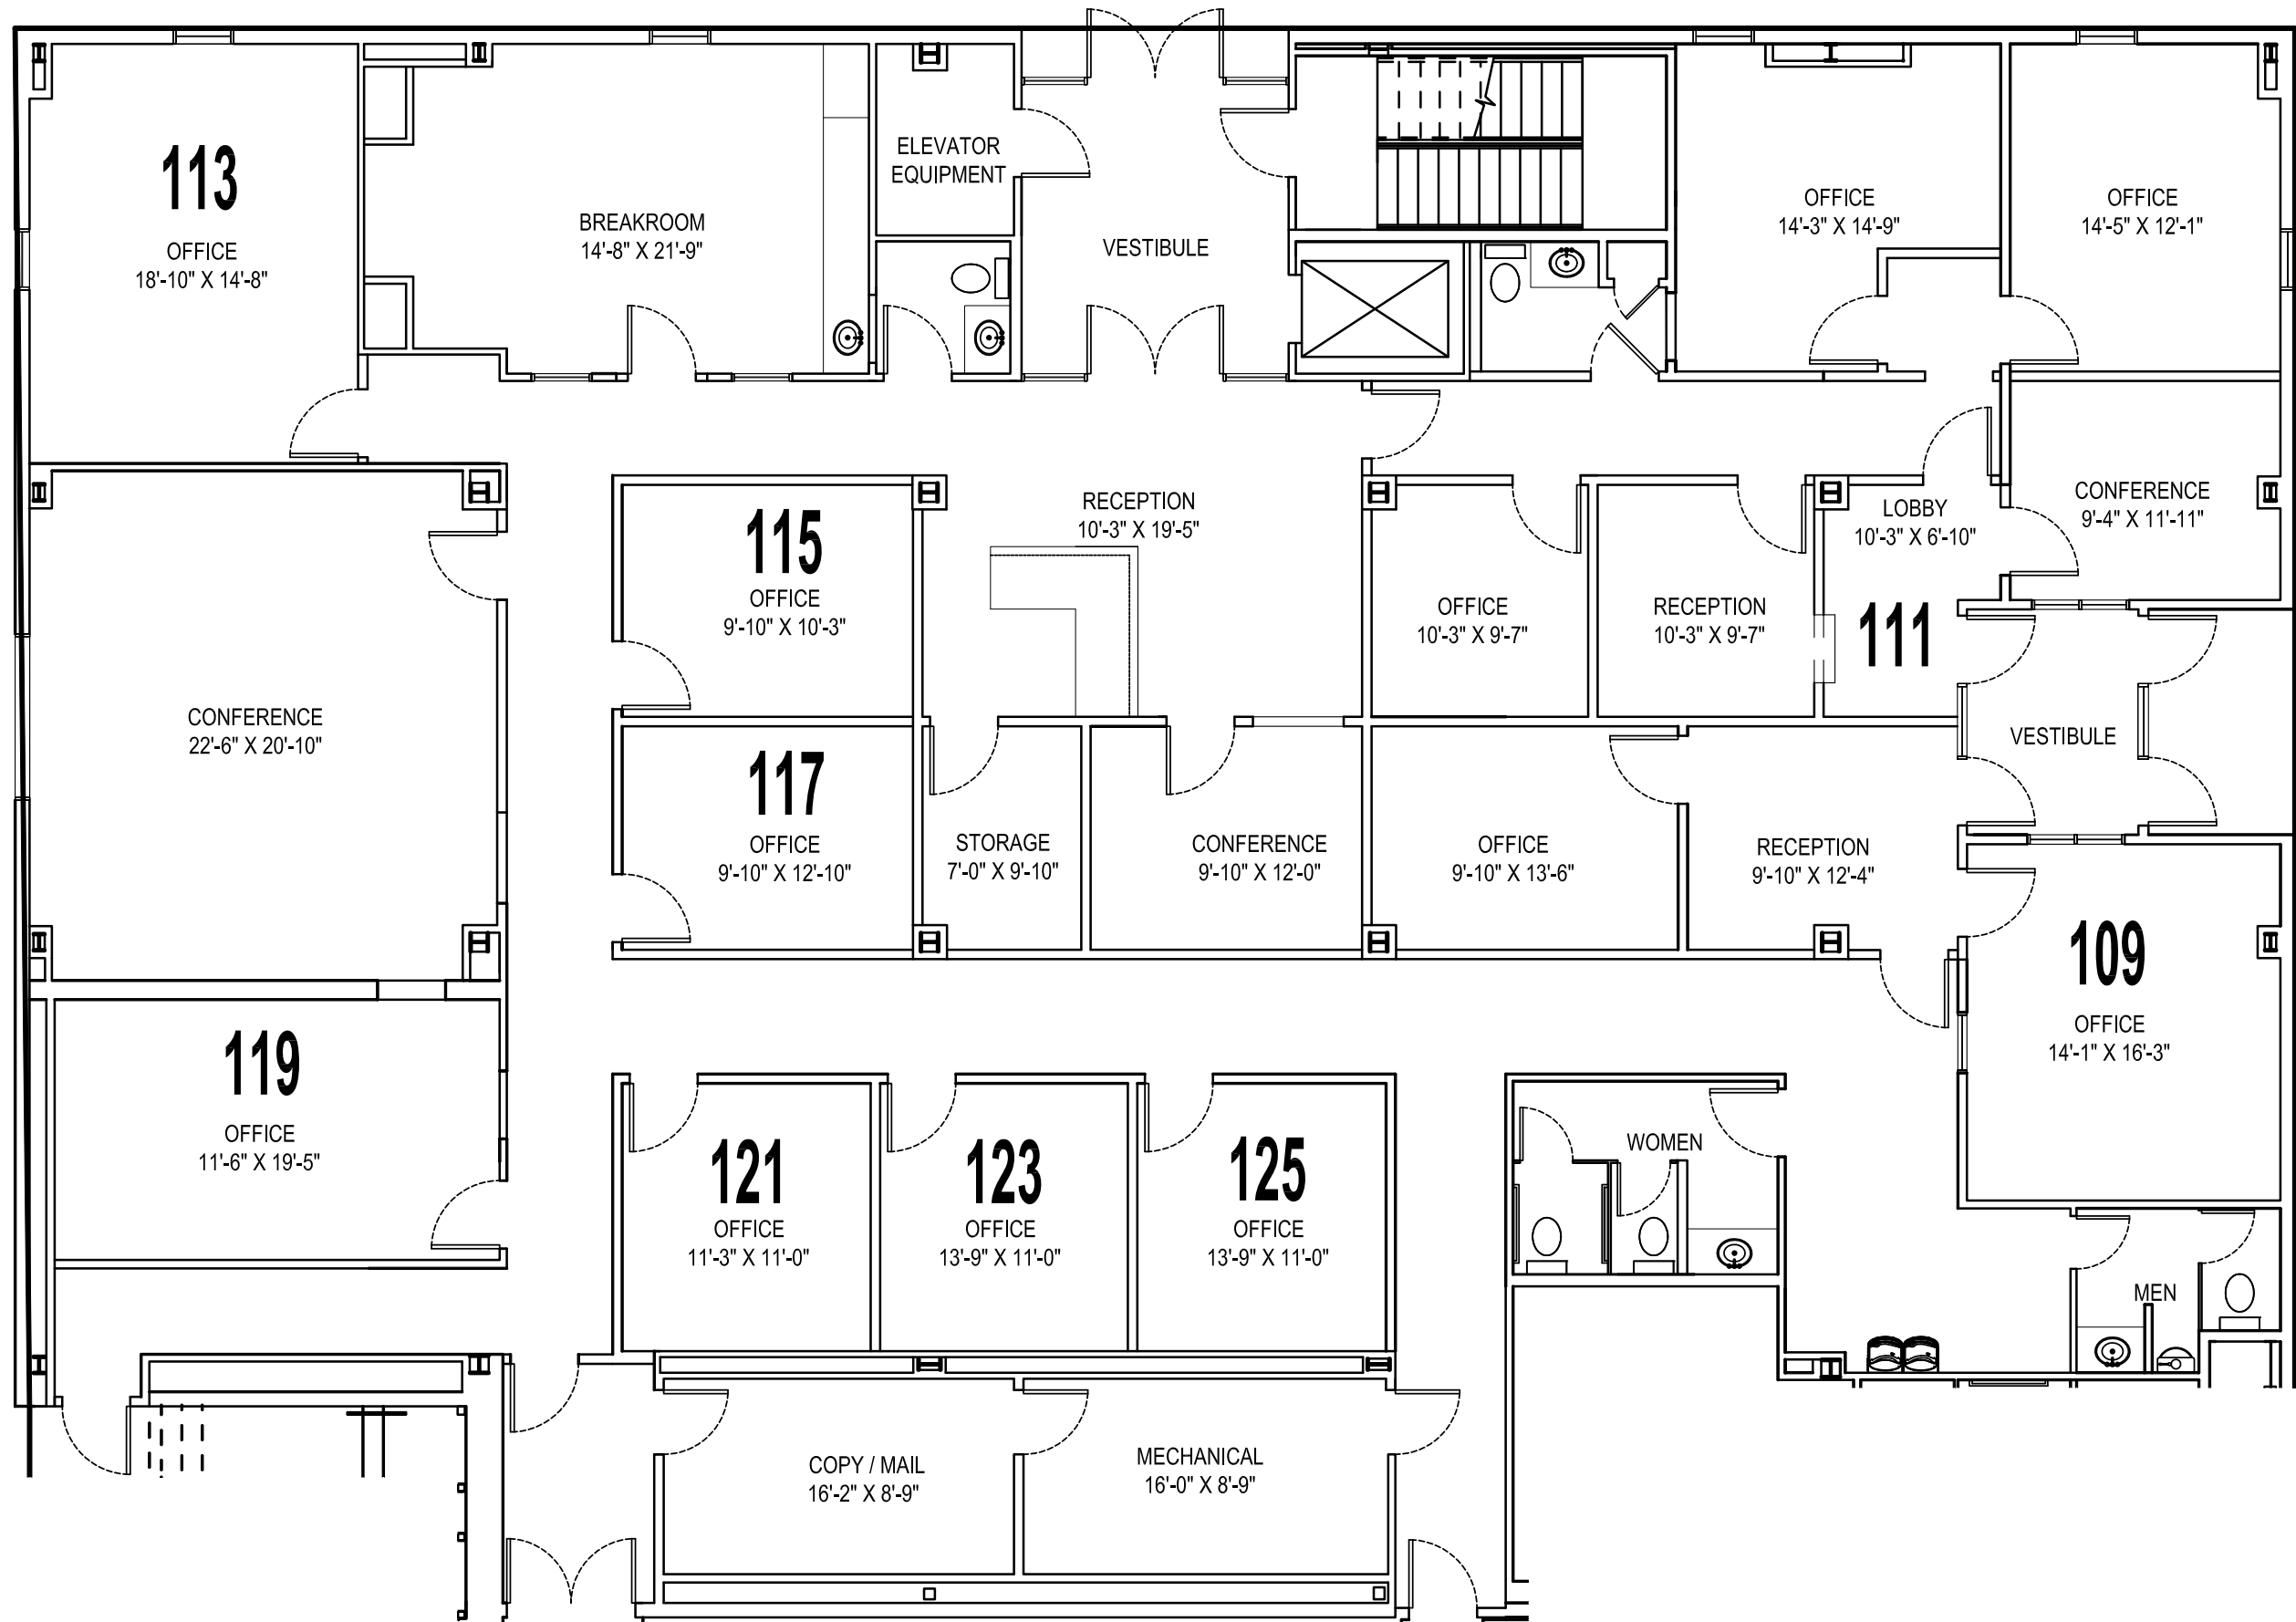 113
OFFICE
18'-10" X 14'-8"
BREAKROOM
14'-8" X 21'-9"
ELEVATOR
EQUIPMENT
VESTIBULE
OFFICE
14'-3" X 14'-9"
OFFICE
14'-5" X 12'-1"
CONFERENCE
22'-6" X 20'-10"
115
OFFICE
9'-10" X 10'-3"
RECEPTION
10'-3" X 19'-5"
OFFICE
10'-3" X 9'-7"
RECEPTION
10'-3" X 9'-7"
LOBBY
10'-3" X 6'-10"
111
CONFERENCE
9'-4" X 11'-11"
VESTIBULE
117
OFFICE
9'-10" X 12'-10"
STORAGE
7'-0" X 9'-10"
CONFERENCE
9'-10" X 12'-0"
OFFICE
9'-10" X 13'-6"
RECEPTION
9'-10" X 12'-4"
109
OFFICE
14'-1" X 16'-3"
119
OFFICE
11'-6" X 19'-5"
121
OFFICE
11'-3" X 11'-0"
123
OFFICE
13'-9" X 11'-0"
125
OFFICE
13'-9" X 11'-0"
WOMEN
MEN
COPY / MAIL
16'-2" X 8'-9"
MECHANICAL
16'-0" X 8'-9"